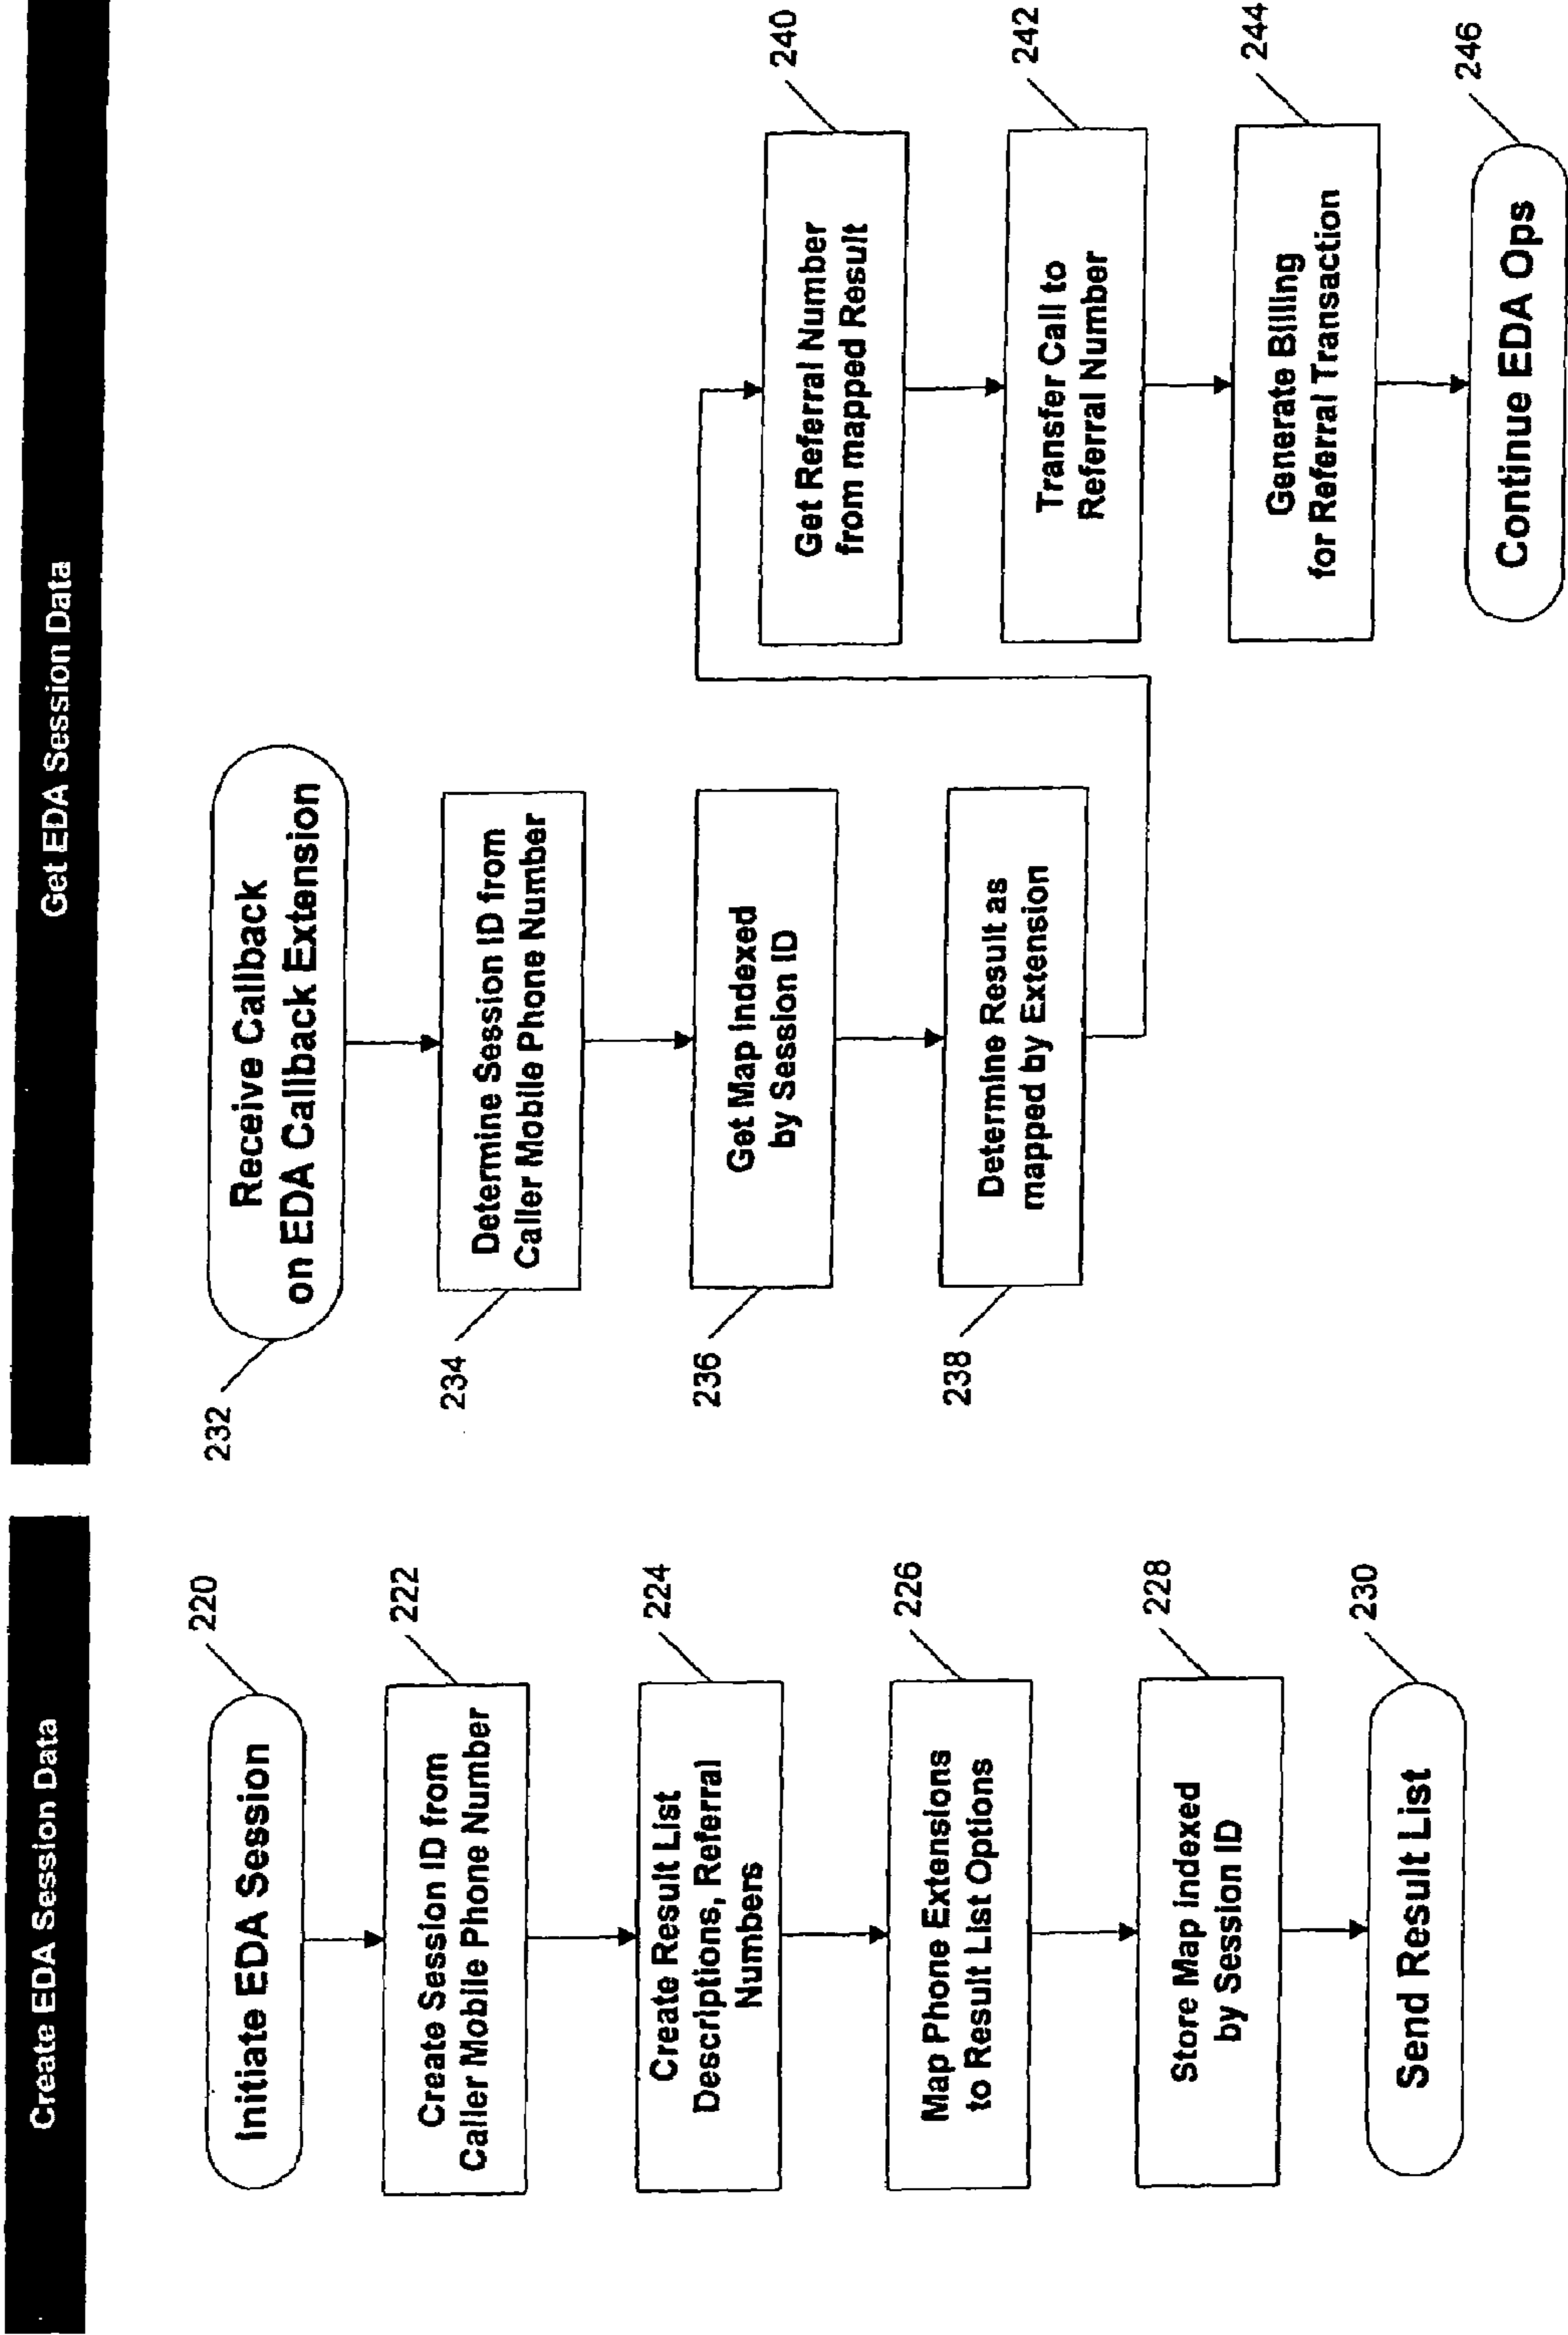 Create EDA Session Data
220
Initiate EDA Session
222
Create Session ID from
Caller Mobile Phone Number
224
Create Result List
Descriptions, Referral
Numbers
226
Map Phone Extensions
to Result List Options
228
Store Map indexed
by Session ID
230
Send Result List
Get EDA Session Data
232
Receive Callback
on EDA Callback Extension
234
Determine Session ID from
Caller Mobile Phone Number
236
Get Map Indexed
by Session ID
238
Determine Result as
mapped by Extension
240
Get Referral Number
from mapped Result
242
Transfer Call to
Referral Number
244
Generate Billing
for Referral Transaction
246
Continue EDA Ops